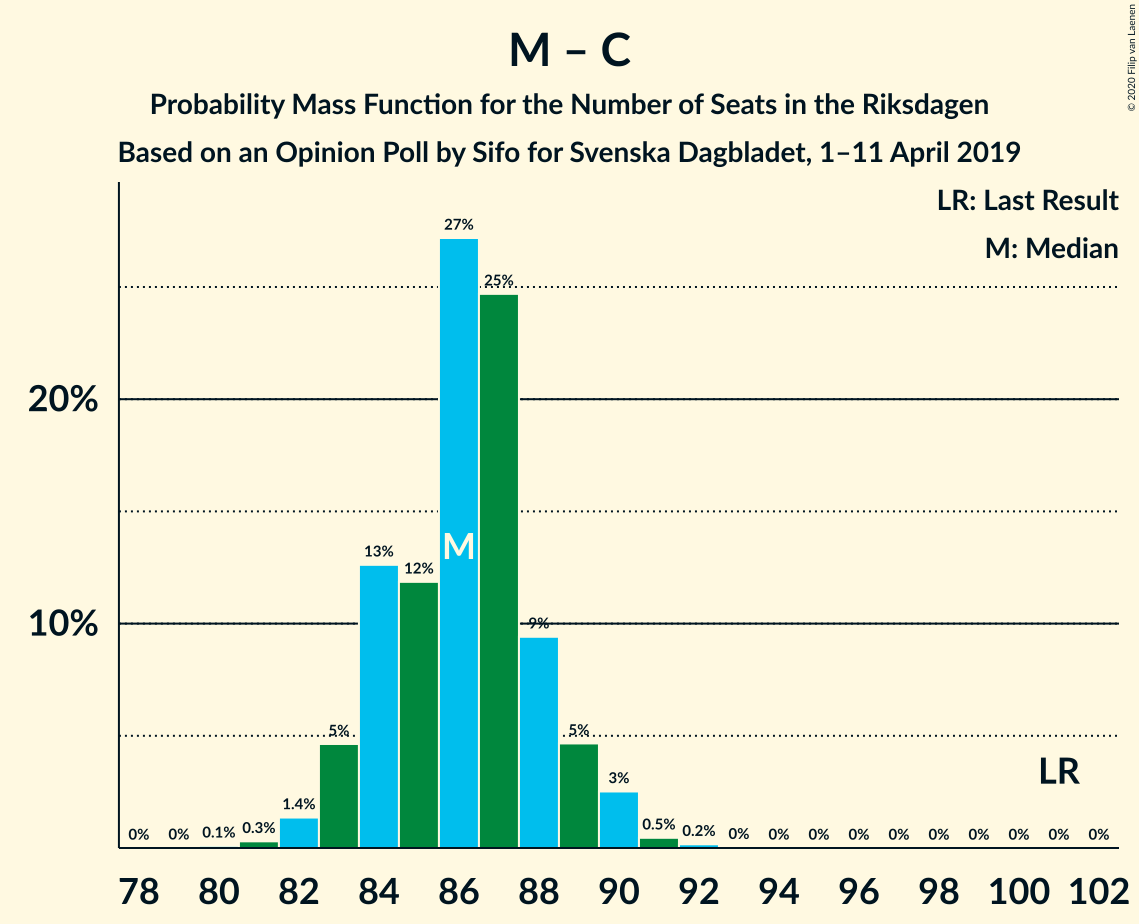 M – C
Probability Mass Function for the Number of Seats in the Riksdagen
Based on an Opinion Poll by Sifo for Svenska Dagbladet, 1–11 April 2019
© 2020 Filip van Laenen
LR: Last Result
M: Median
20%
10%
0% 0% 0.1% 0.3% 1.4% 5% 13% 12% 27% 25% 9% 5% 3% 0.5% 0.2% 0% 0% 0% 0% 0% 0% 0% 0% 0% 0%
M
LR
78 80 82 84 86 88 90 92 94 96 98 100 102